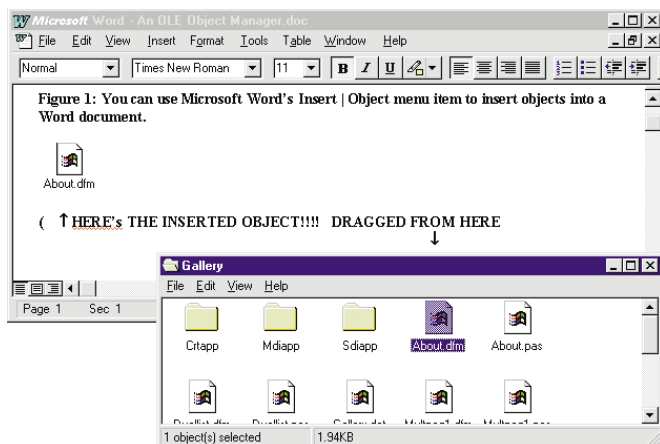 Microsoft Word - An OLE Object Manager.doc
File Edit View Insert Format Tools Table Window Help
Normal Times New Roman 11 B I U
Figure 1: You can use Microsoft Word's Insert | Object menu item to insert objects into a
Word document.
About.dfm
( ↑HERE's THE INSERTED OBJECT!!!! DRAGGED FROM HERE
↓
Gallery
File Edit View Help
Page 1 Sec 1
Crtapp Mdiapp Sdiapp About.dfm About.pas
1 object(s) selected 1.94KB